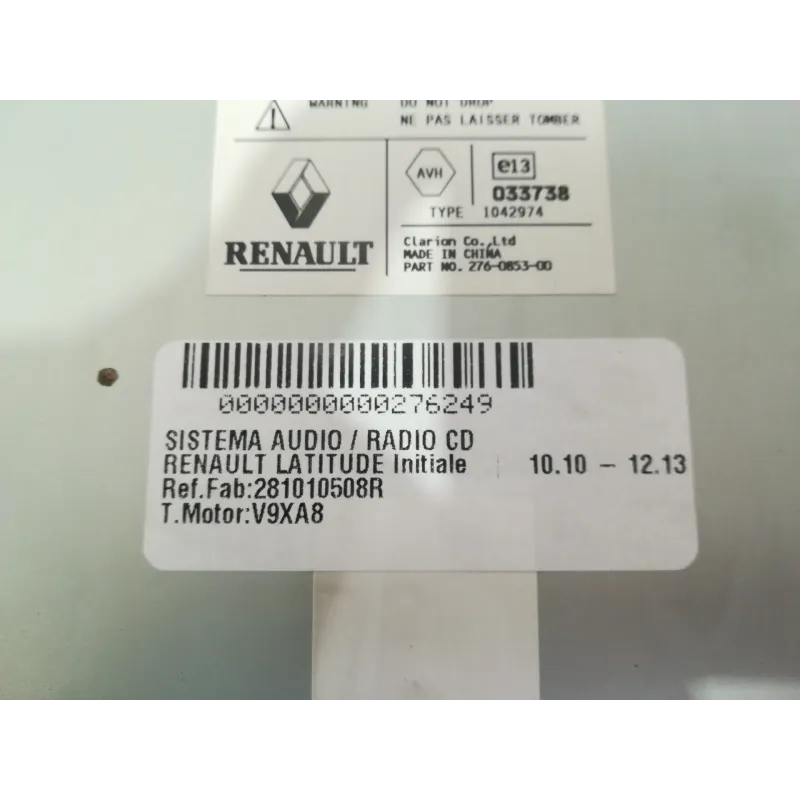 WARNING DO NOT DROP
NE PAS LAISSER TOMBER
AVH
e13
033738
TYPE 1042974
RENAULT
Clarion Co.,Ltd
MADE IN CHINA
PART NO. 276-0853-00
0000000000276249
SISTEMA AUDIO / RADIO CD
RENAULT LATITUDE Initiale 10.10 – 12.13
Ref.Fab:281010508R
T.Motor:V9XA8